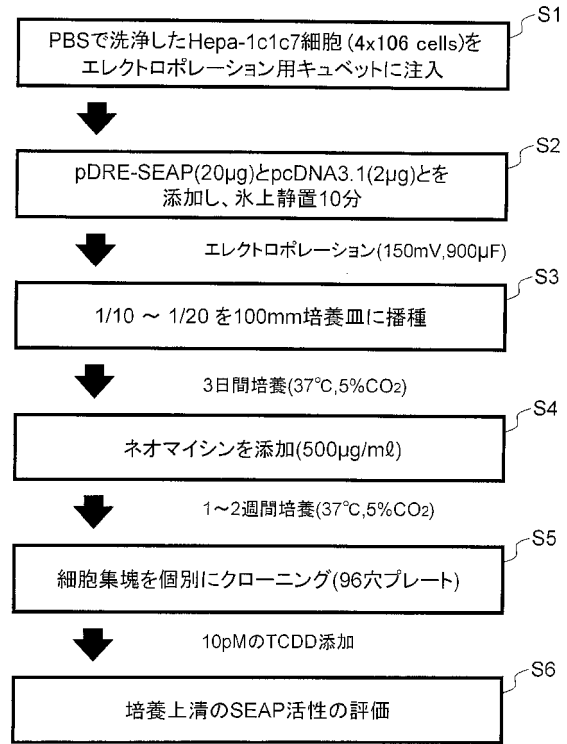 S1
PBSで洗浄したHepa-1c1c7細胞(4x106 cells)を
エレクトロポレーション用キュベットに注入
S2
pDRE-SEAP(20μg)とpcDNA3.1(2μg)とを
添加し、氷上静置10分
エレクトロポレーション(150mV,900μF)
S3
1/10 ~ 1/20 を100mm培養皿に播種
3日間培養(37℃,5%CO₂)
S4
ネオマイシンを添加(500μg/mℓ)
1~2週間培養(37℃,5%CO₂)
S5
細胞集塊を個別にクローニング(96穴プレート)
10pMのTCDD添加
S6
培養上清のSEAP活性の評価